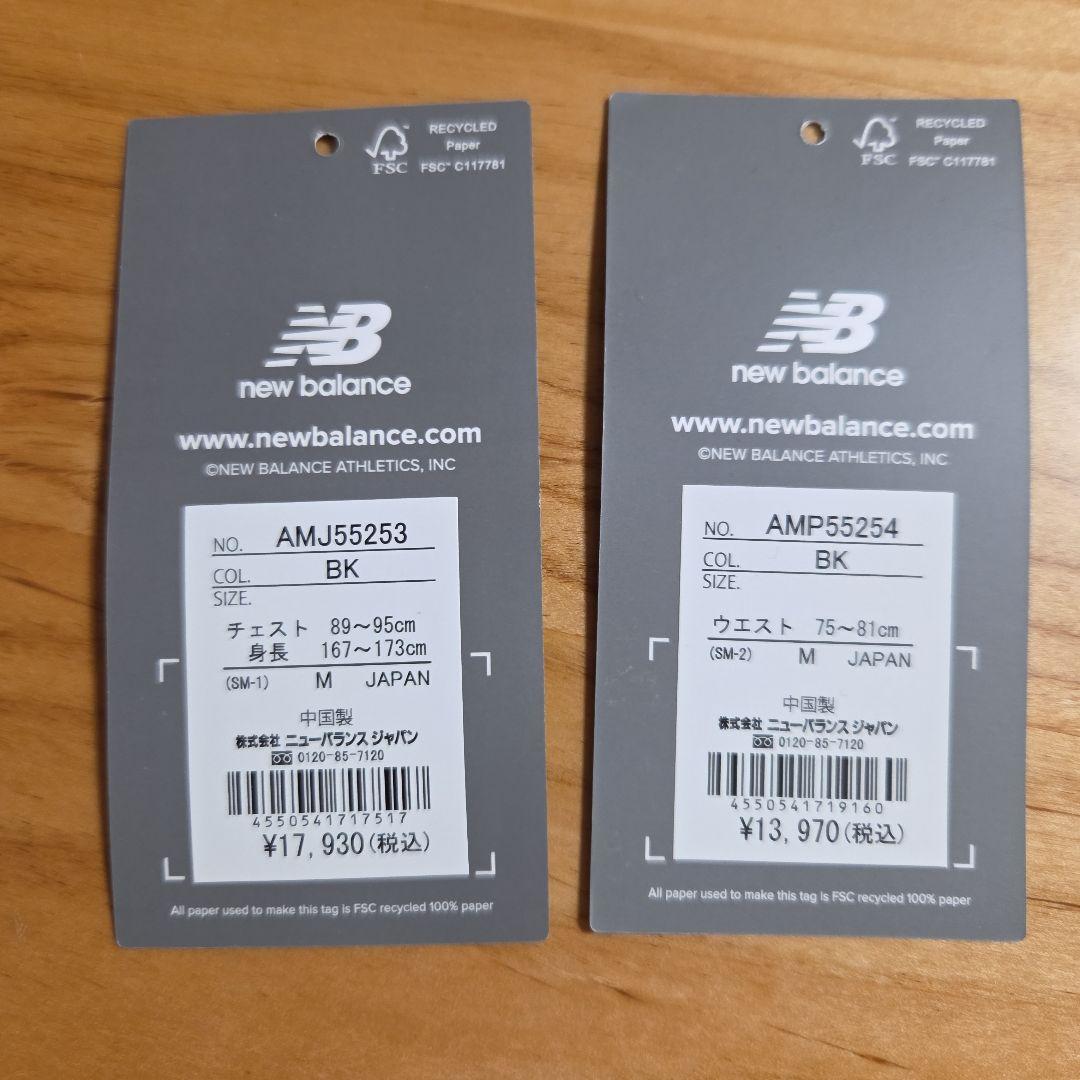 FSC
RECYCLED
Paper
FSC™ C117781
NB
new balance
www.newbalance.com
©NEW BALANCE ATHLETICS, INC
NO. AMJ55253
COL. BK
SIZE.
チェスト 89～95cm
身長 167～173cm
(SM-1) M JAPAN
中国製
株式会社 ニューバランス ジャパン
0120-85-7120
4550541717517
¥17,930(税込)
All paper used to make this tag is FSC recycled 100% paper
FSC
RECYCLED
Paper
FSC™ C117781
NB
new balance
www.newbalance.com
©NEW BALANCE ATHLETICS, INC
NO. AMP55254
COL. BK
SIZE.
ウエスト 75～81cm
(SM-2) M JAPAN
中国製
株式会社 ニューバランス ジャパン
0120-85-7120
4550541719160
¥13,970(税込)
All paper used to make this tag is FSC recycled 100% paper